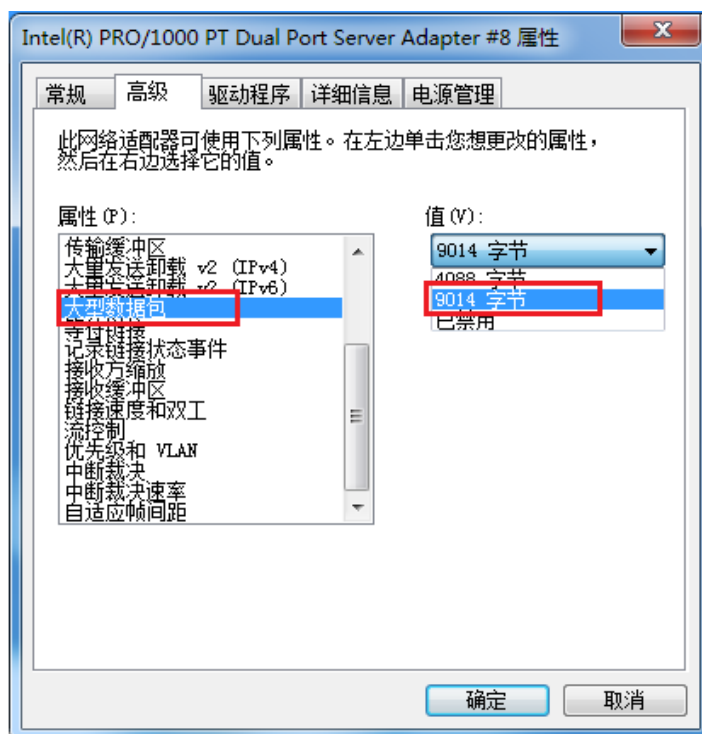 Intel(R) PRO/1000 PT Dual Port Server Adapter #8 属性
常规 高级 驱动程序 详细信息 电源管理
此网络适配器可使用下列属性。在左边单击您想更改的属性，
然后在右边选择它的值。
属性(P):
传输缓冲区
大量发送卸载 v2 (IPv4)
大量发送卸载 v2 (IPv6)
大型数据包
等待链接
记录链接状态事件
接收方缩放
接收缓冲区
链接速度和双工
流控制
优先级和 VLAN
中断裁决
中断裁决速率
自适应帧间距
值(V):
9014 字节
4088 字节
9014 字节
已禁用
确定 取消